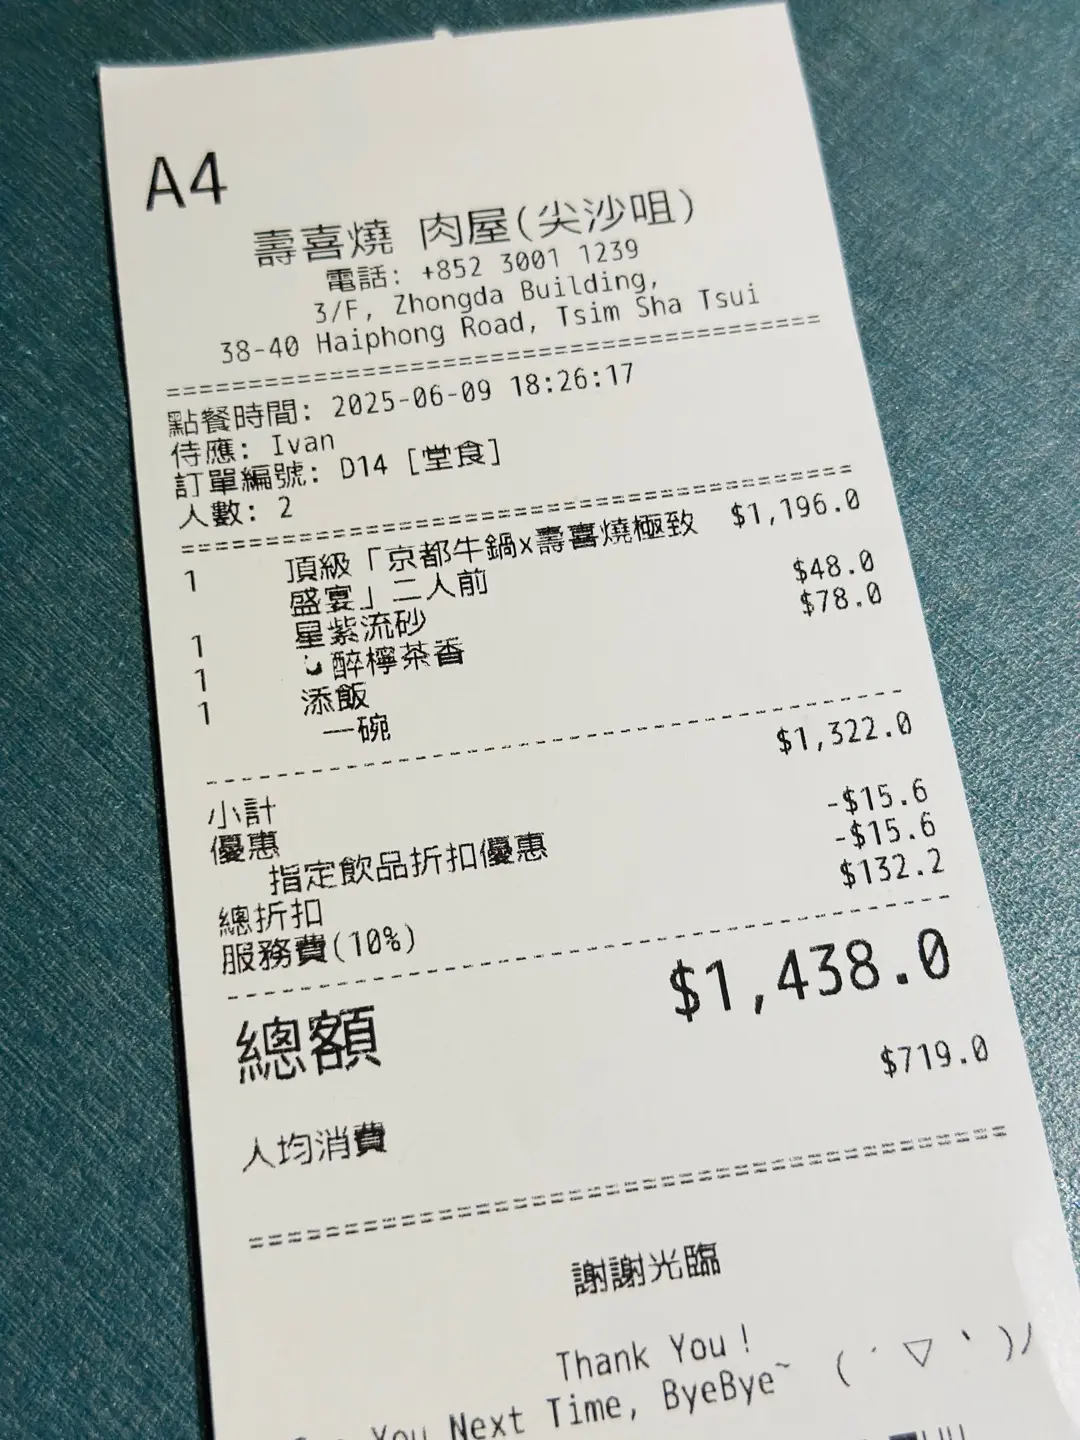 A4
壽喜燒 肉屋(尖沙咀)
電話: +852 3001 1239
3/F, Zhongda Building,
38-40 Haiphong Road, Tsim Sha Tsui
點餐時間: 2025-06-09 18:26:17
侍應: Ivan
訂單編號: D14 [堂食]
人數: 2
1 頂級「京都牛鍋x壽喜燒極致 $1,196.0
盛宴」二人前
1 星紫流砂 $48.0
1 醉檸茶香 $78.0
1 添飯
一碗
小計 $1,322.0
優惠
指定飲品折扣優惠 -$15.6
總折扣 -$15.6
服務費(10%) $132.2
總額 $1,438.0
人均消費 $719.0
謝謝光臨
Thank You!
You Next Time, ByeBye~ ( ´ ▽ ` )ﾉ